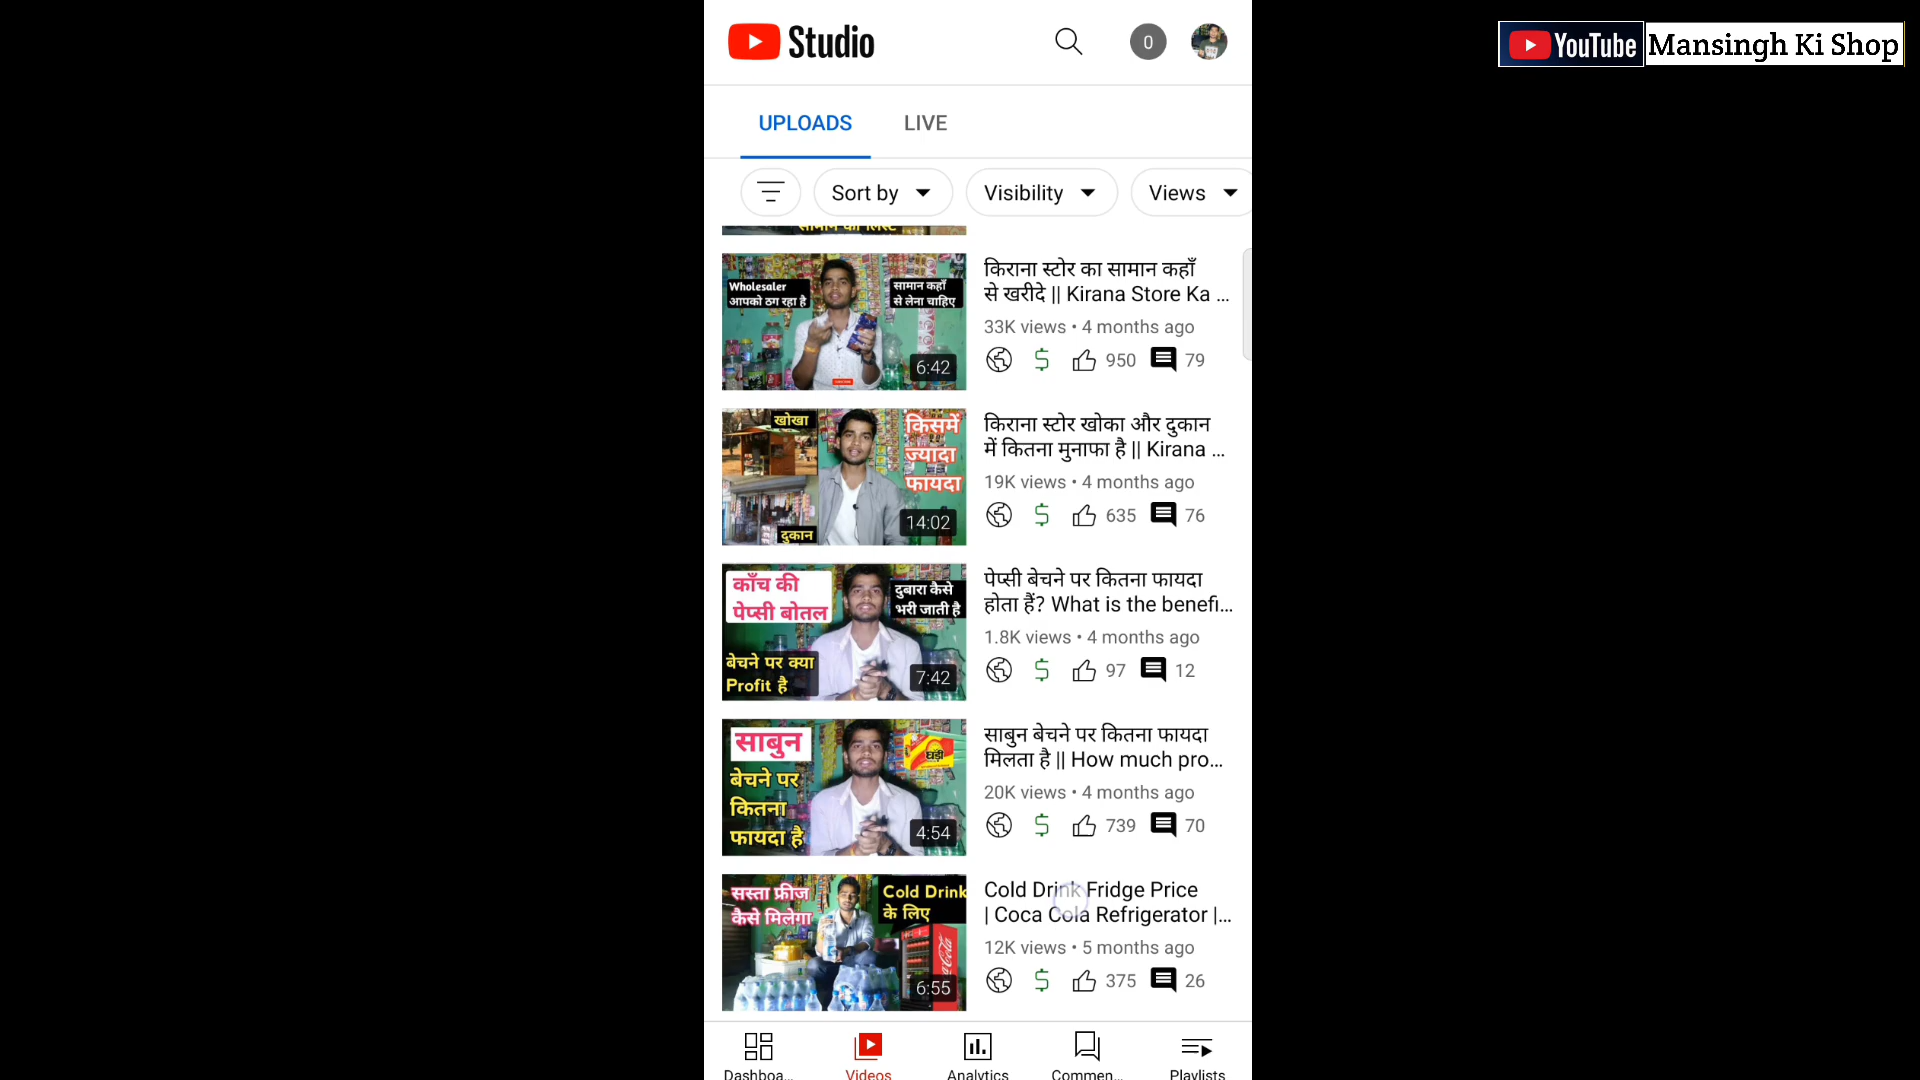 Studio
0
YouTube Mansingh Ki Shop
UPLOADS LIVE
Sort by Visibility Views
सामान की लिस्ट
Wholesaler
आपको ठग रहा है
सामान कहाँ
से लेना चाहिए
6:42
किराना स्टोर का सामान कहाँ
से खरीदे || Kirana Store Ka ...
33K views • 4 months ago
950 79
खोखा
किसमें
ज्यादा
फायदा
दुकान
14:02
किराना स्टोर खोका और दुकान
में कितना मुनाफा है || Kirana ...
19K views • 4 months ago
635 76
काँच की
पेप्सी बोतल
दुबारा कैसे
भरी जाती है
बेचने पर क्या
Profit है
7:42
पेप्सी बेचने पर कितना फायदा
होता हैं? What is the benefi...
1.8K views • 4 months ago
97 12
साबुन
बेचने पर
कितना
फायदा है
घड़ी
4:54
साबुन बेचने पर कितना फायदा
मिलता है || How much pro...
20K views • 4 months ago
739 70
सस्ता फ्रीज
कैसे मिलेगा
Cold Drink
के लिए
Coca-Cola
6:55
Cold Drink Fridge Price
| Coca Cola Refrigerator |...
12K views • 5 months ago
375 26
Dashboa... Videos Analytics Commen... Playlists